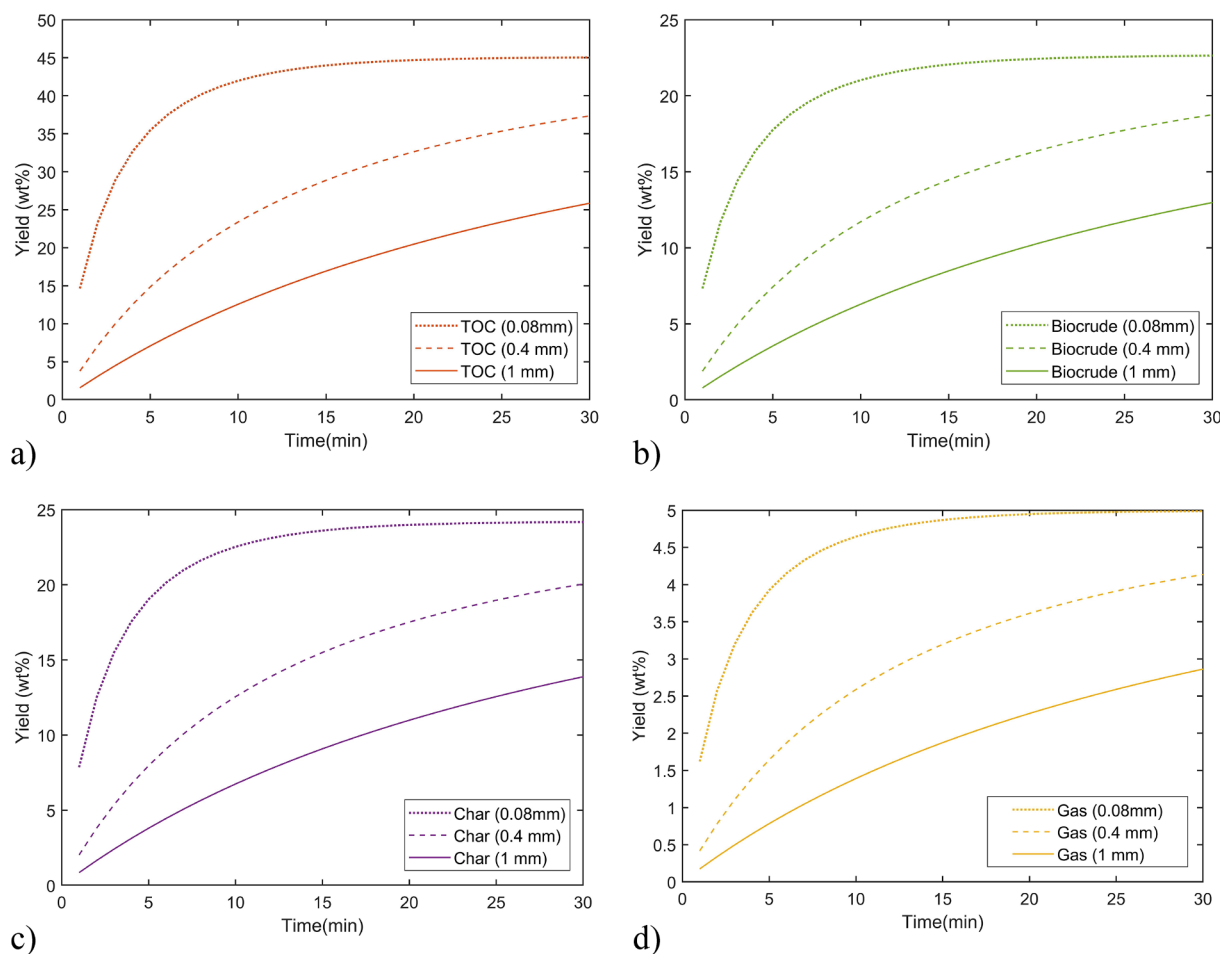 50
45
40
35
30
25
20
15
10
5
0
Yield (wt%)
TOC (0.08mm)
TOC (0.4 mm)
TOC (1 mm)
0 5 10 15 20 25 30
Time(min)
a)
25
20
15
10
5
0
Yield (wt%)
Biocrude (0.08mm)
Biocrude (0.4 mm)
Biocrude (1 mm)
0 5 10 15 20 25 30
Time(min)
b)
25
20
15
10
5
0
Yield (wt%)
Char (0.08mm)
Char (0.4 mm)
Char (1 mm)
0 5 10 15 20 25 30
Time(min)
c)
5
4.5
4
3.5
3
2.5
2
1.5
1
0.5
0
Yield (wt%)
Gas (0.08mm)
Gas (0.4 mm)
Gas (1 mm)
0 5 10 15 20 25 30
Time(min)
d)